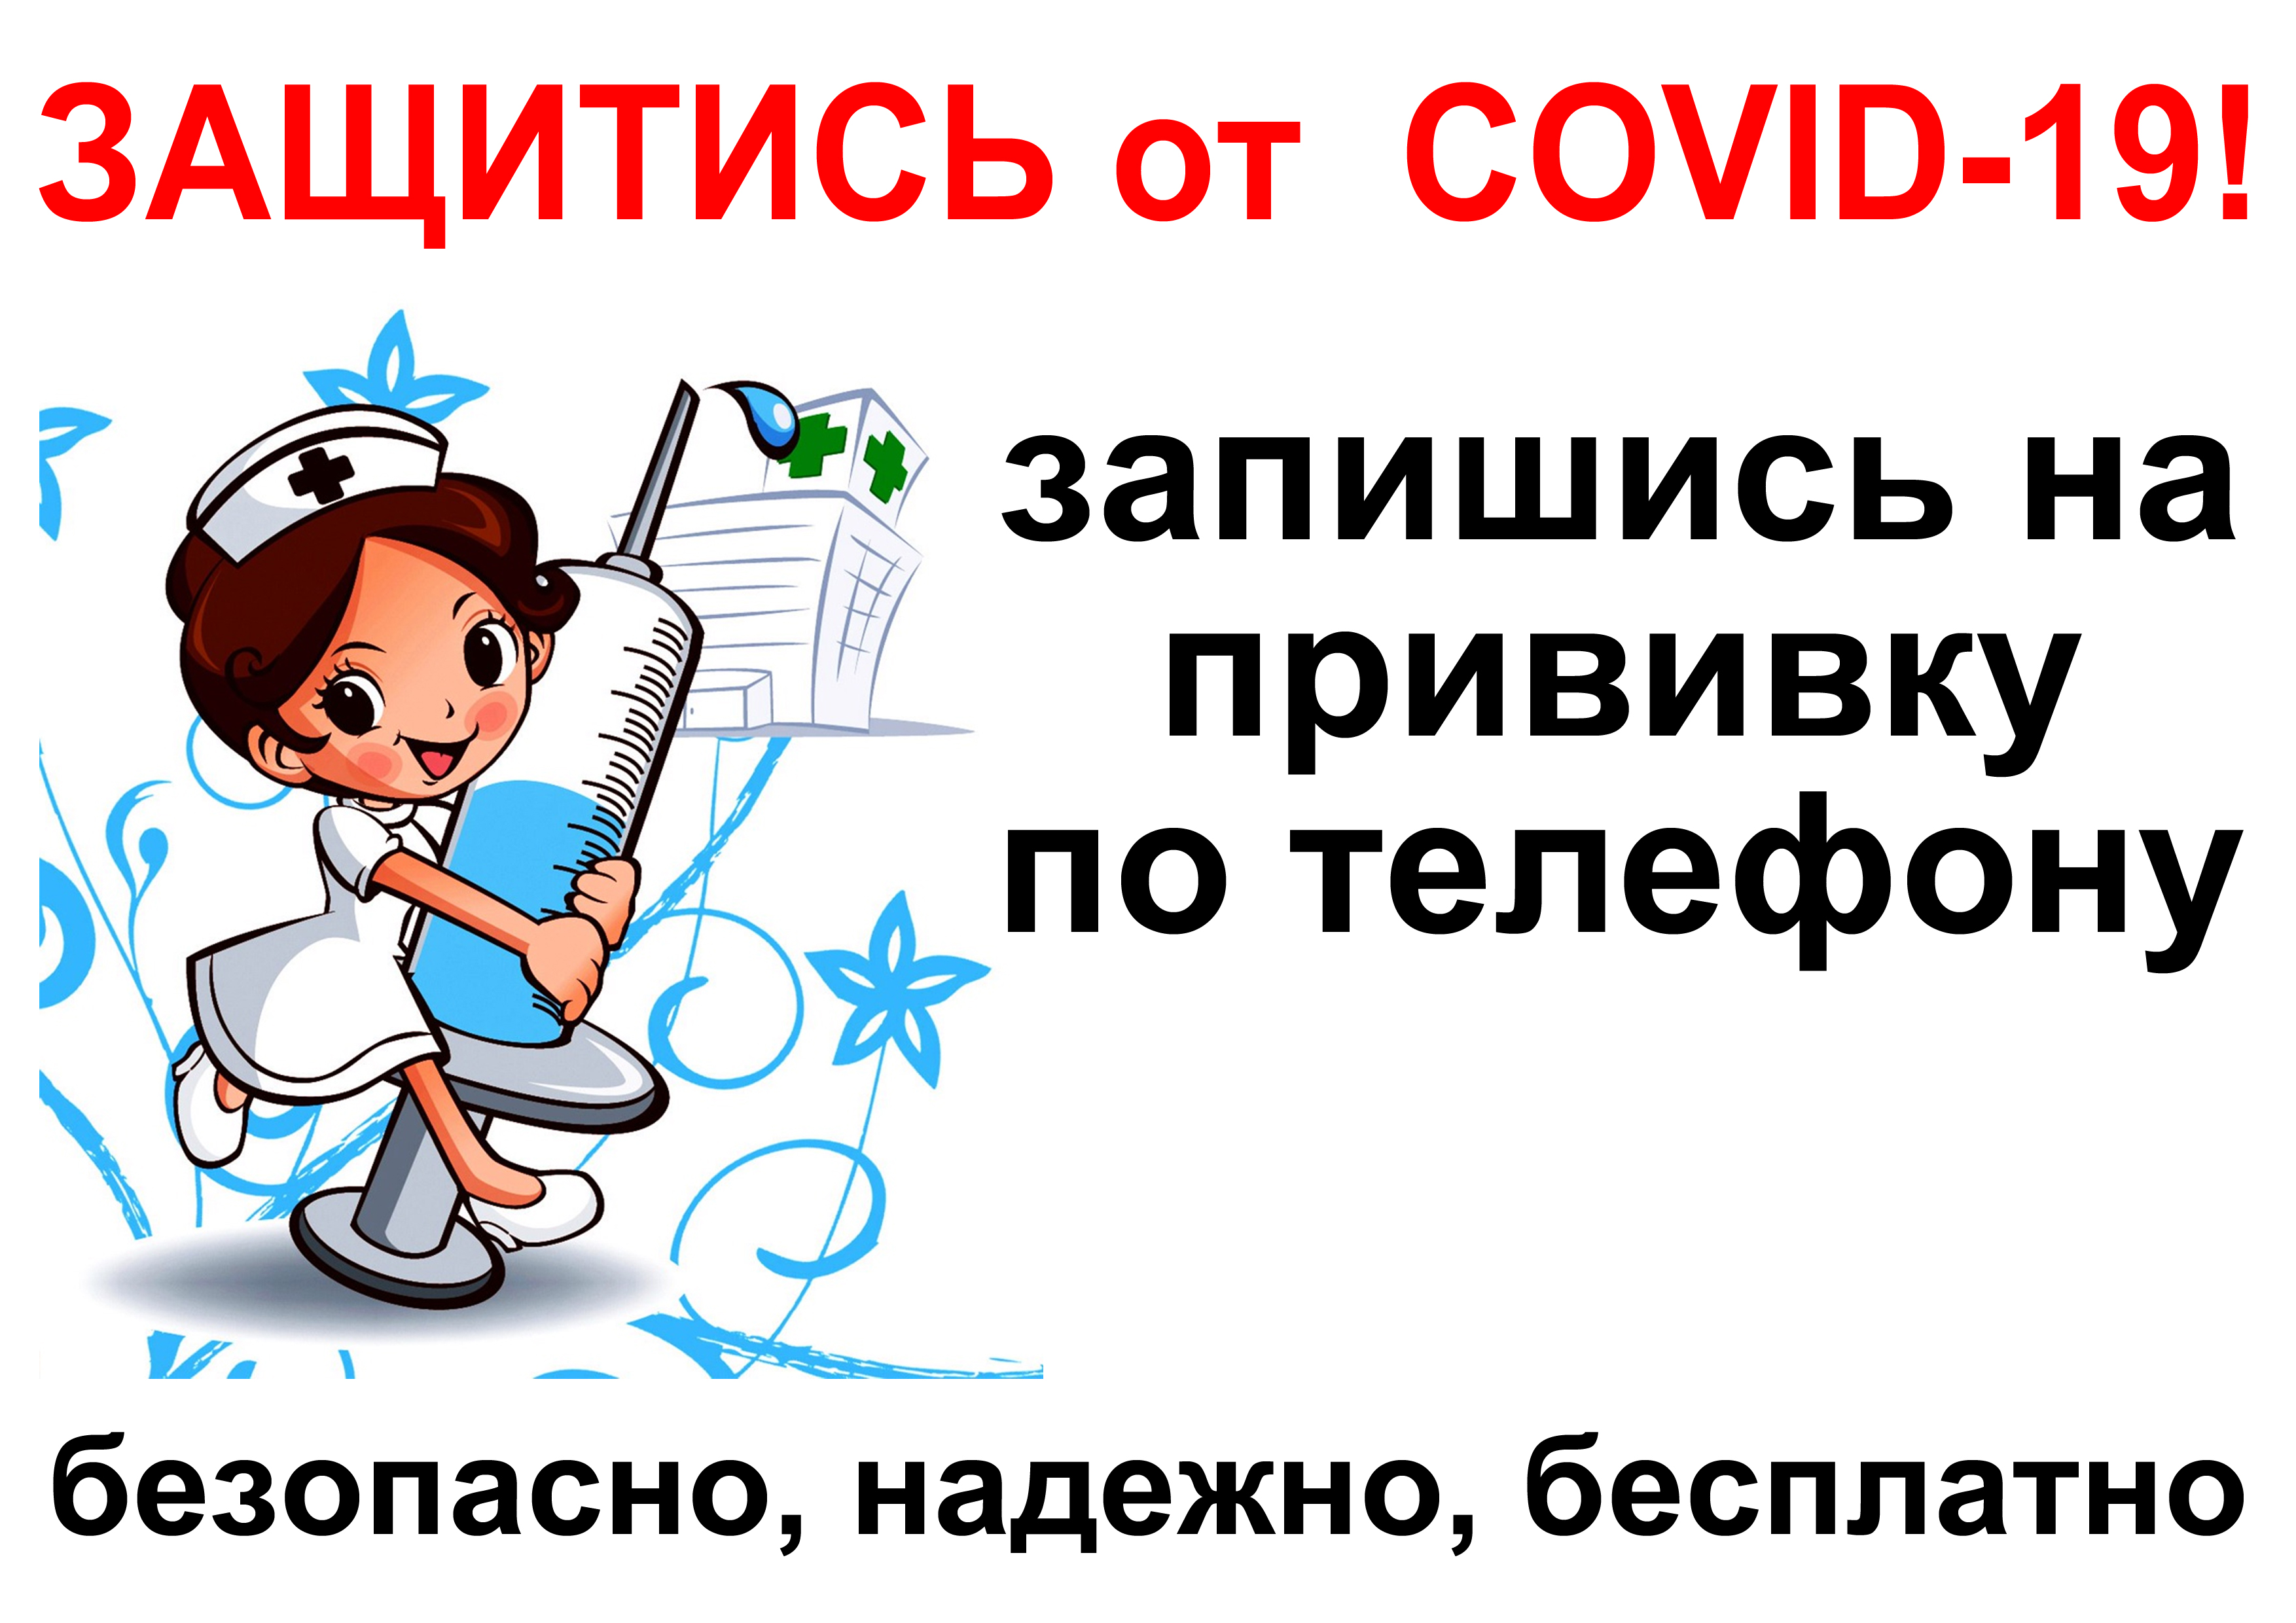 ЗАЩИТИСЬ от COVID-19!
запишись на
прививку
по телефону
безопасно, надежно, бесплатно